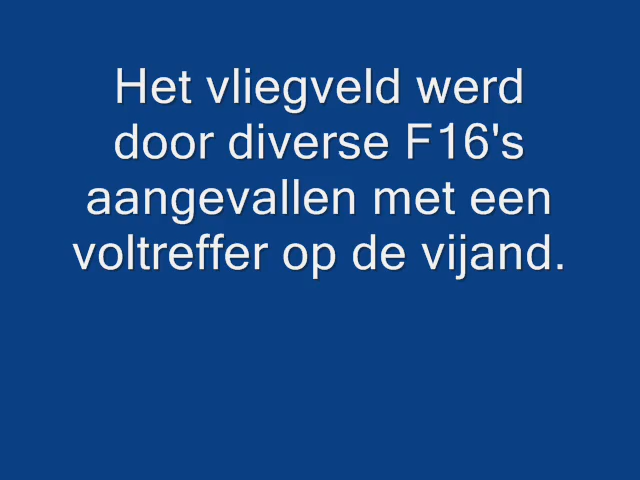 Het vliegveld werd
door diverse F16's
aangevallen met een
voltreffer op de vijand.